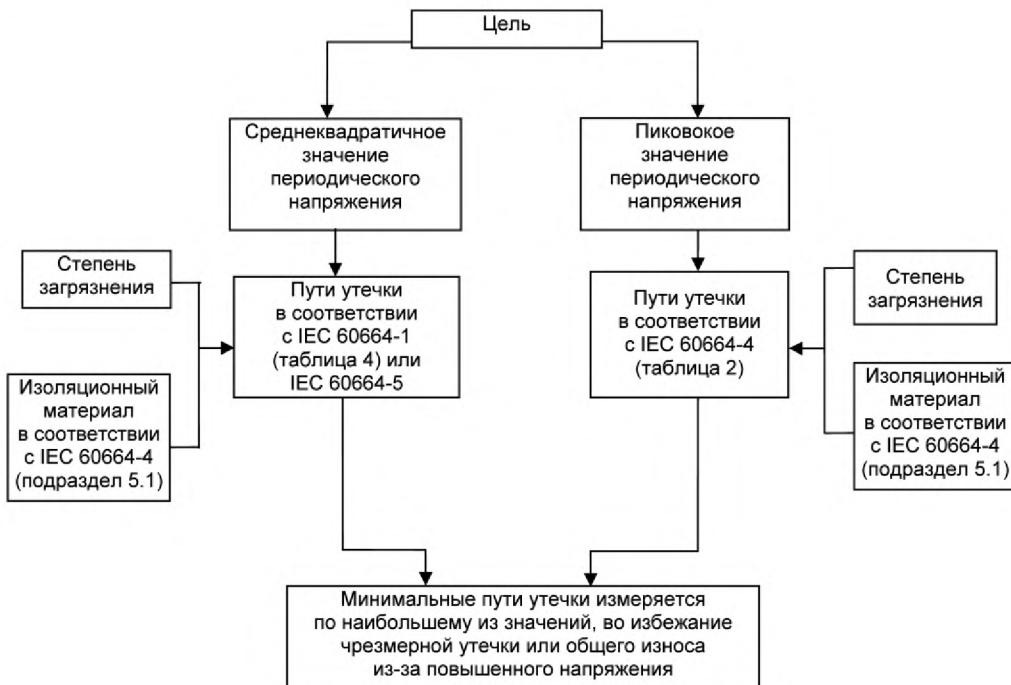 Цель
Среднеквадратичное
значение
периодического
напряжения
Пиковокое
значение
периодического
напряжения
Степень
загрязнения
Пути утечки
в соответствии
с IEC 60664-1
(таблица 4) или
IEC 60664-5
Пути утечки
в соответствии
с IEC 60664-4
(таблица 2)
Степень
загрязнения
Изоляционный
материал
в соответствии
с IEC 60664-4
(подраздел 5.1)
Изоляционный
материал
в соответствии
с IEC 60664-4
(подраздел 5.1)
Минимальные пути утечки измеряется
по наибольшему из значений, во избежание
чрезмерной утечки или общего износа
из-за повышенного напряжения